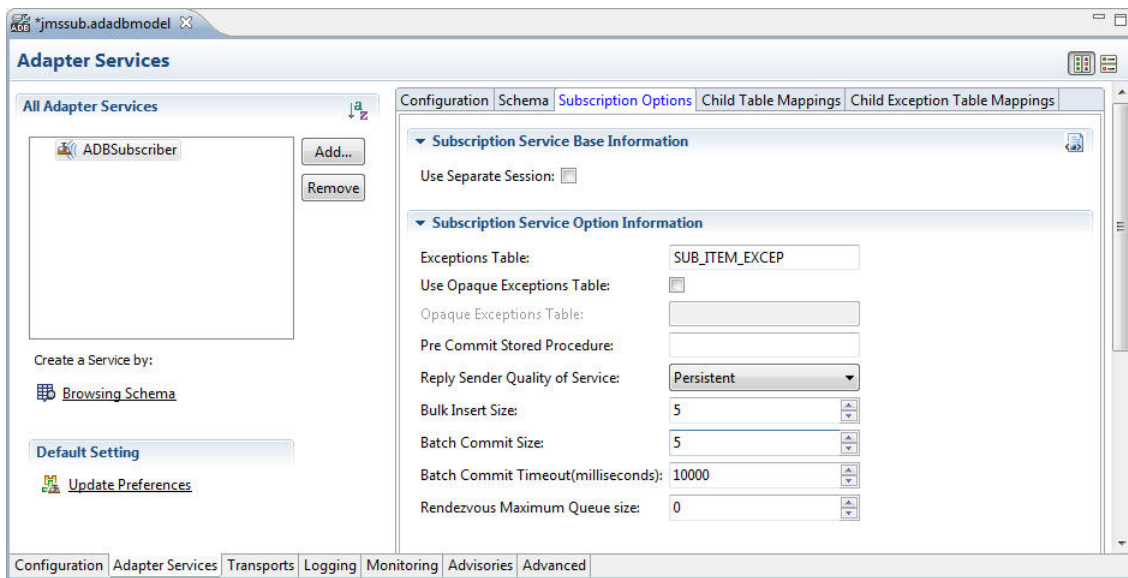 *jmssub.adadbmodel
Adapter Services
All Adapter Services
a
z
ADBSubscriber
Add...
Remove
Create a Service by:
Browsing Schema
Default Setting
Update Preferences
Configuration Schema Subscription Options Child Table Mappings Child Exception Table Mappings
Subscription Service Base Information
Use Separate Session:
Subscription Service Option Information
Exceptions Table: SUB_ITEM_EXCEP
Use Opaque Exceptions Table:
Opaque Exceptions Table:
Pre Commit Stored Procedure:
Reply Sender Quality of Service: Persistent
Bulk Insert Size: 5
Batch Commit Size: 5
Batch Commit Timeout(milliseconds): 10000
Rendezvous Maximum Queue size: 0
Configuration Adapter Services Transports Logging Monitoring Advisories Advanced